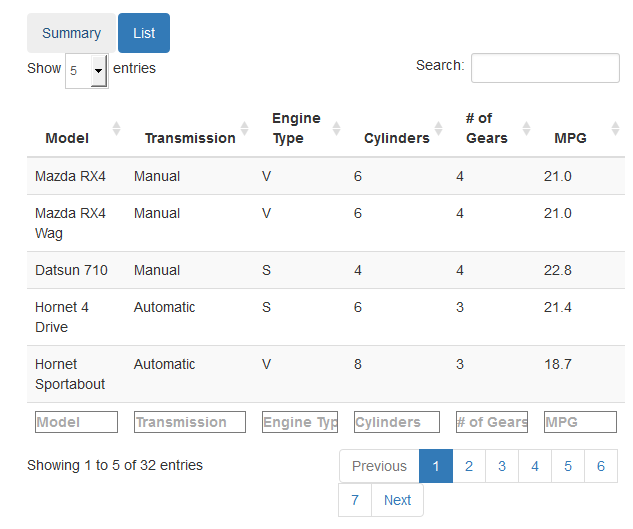 Summary List
Show 5 entries Search:
Model Transmission Engine Type Cylinders # of Gears MPG
Mazda RX4 Manual V 6 4 21.0
Mazda RX4 Wag Manual V 6 4 21.0
Datsun 710 Manual S 4 4 22.8
Hornet 4 Drive Automatic S 6 3 21.4
Hornet Sportabout Automatic V 8 3 18.7
Model Transmission Engine Typ Cylinders # of Gears MPG
Showing 1 to 5 of 32 entries Previous 1 2 3 4 5 6
7 Next